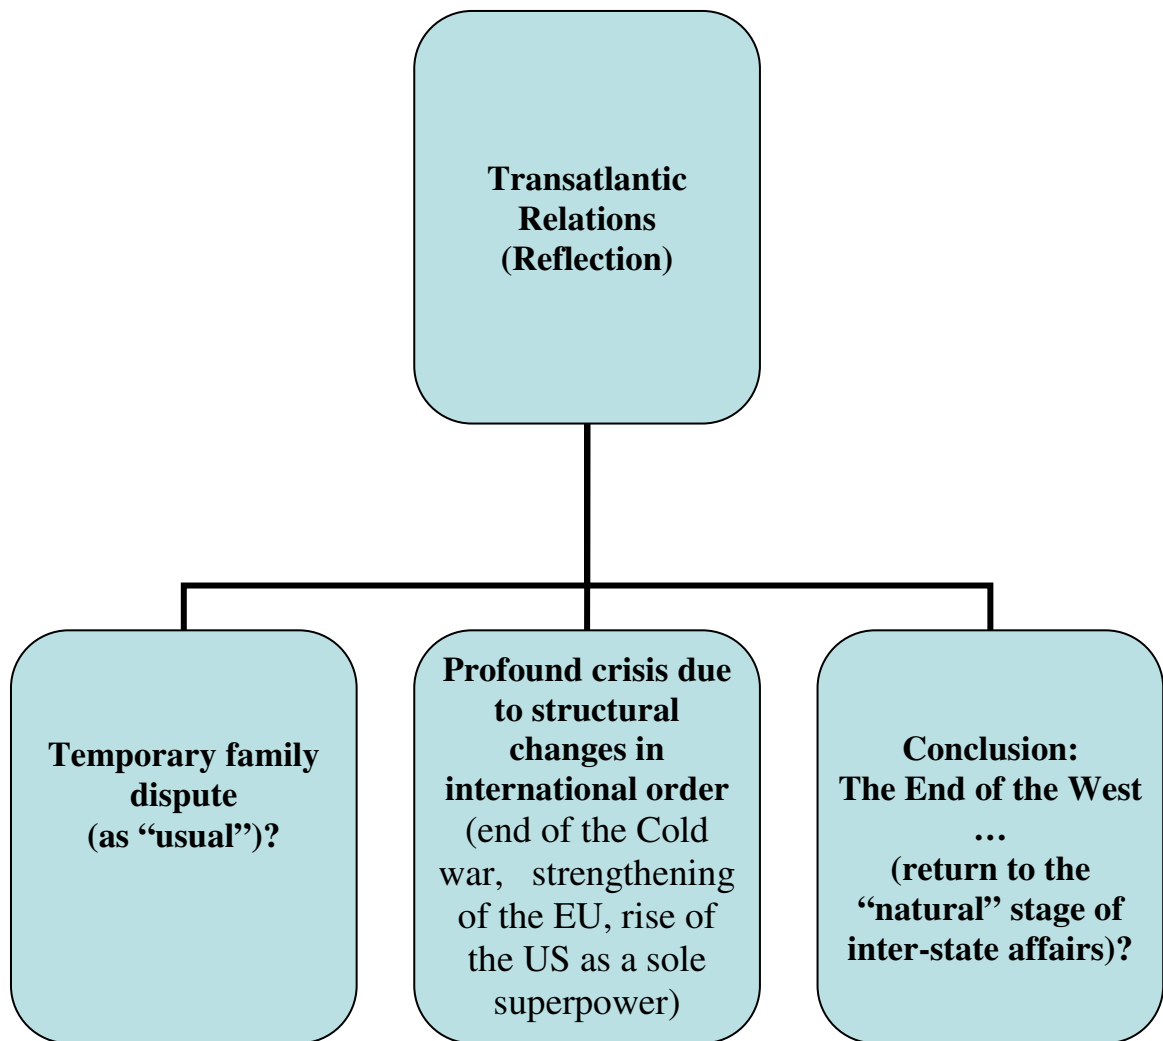 Transatlantic
Relations
(Reflection)
Temporary family
dispute
(as “usual”)?
Profound crisis due
to structural
changes in
international order
(end of the Cold
war, strengthening
of the EU, rise of
the US as a sole
superpower)
Conclusion:
The End of the West
…
(return to the
“natural” stage of
inter-state affairs)?